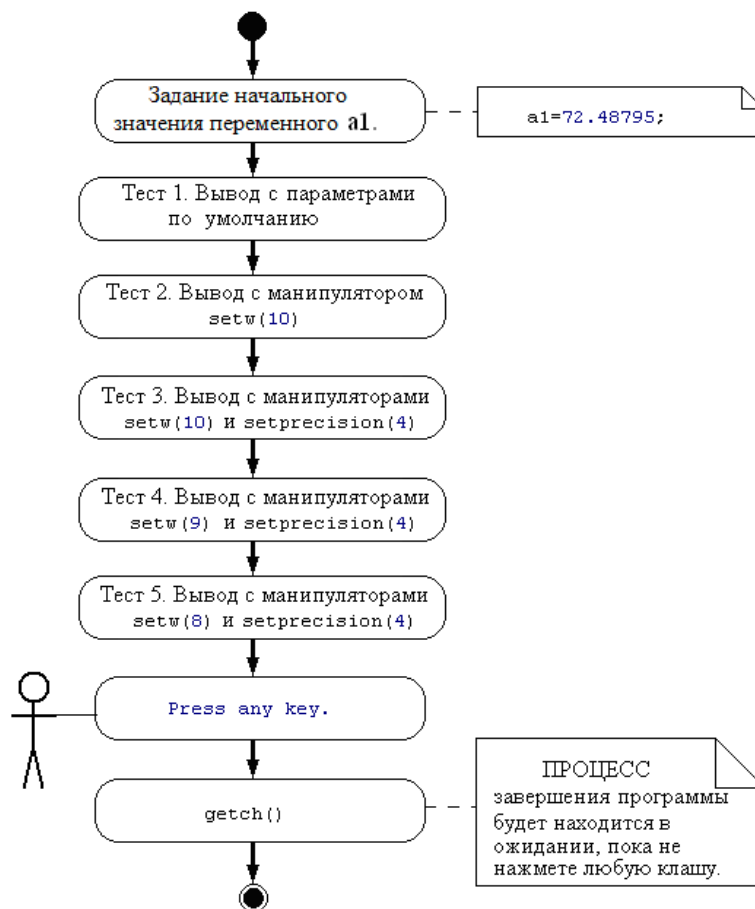 Задание начального
значения переменного a1.
a1=72.48795;
Тест 1. Вывод с параметрами
по умолчанию
Тест 2. Вывод с манипулятором
setw(10)
Тест 3. Вывод с манипуляторами
setw(10) и setprecision(4)
Тест 4. Вывод с манипуляторами
setw(9) и setprecision(4)
Тест 5. Вывод с манипуляторами
setw(8) и setprecision(4)
Press any key.
getch()
ПРОЦЕСС
завершения программы
будет находится в
ожидании, пока не
нажмете любую клашу.